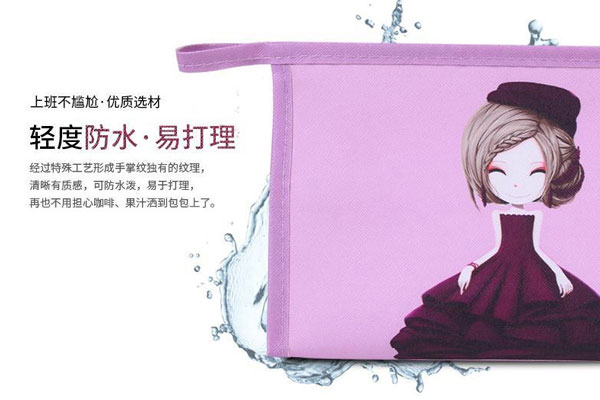 上班不尴尬·优质选材
轻度防水·易打理
经过特殊工艺形成手掌纹独有的纹理，
清晰有质感，可防水泼，易于打理，
再也不用担心咖啡、果汁洒到包包上了。